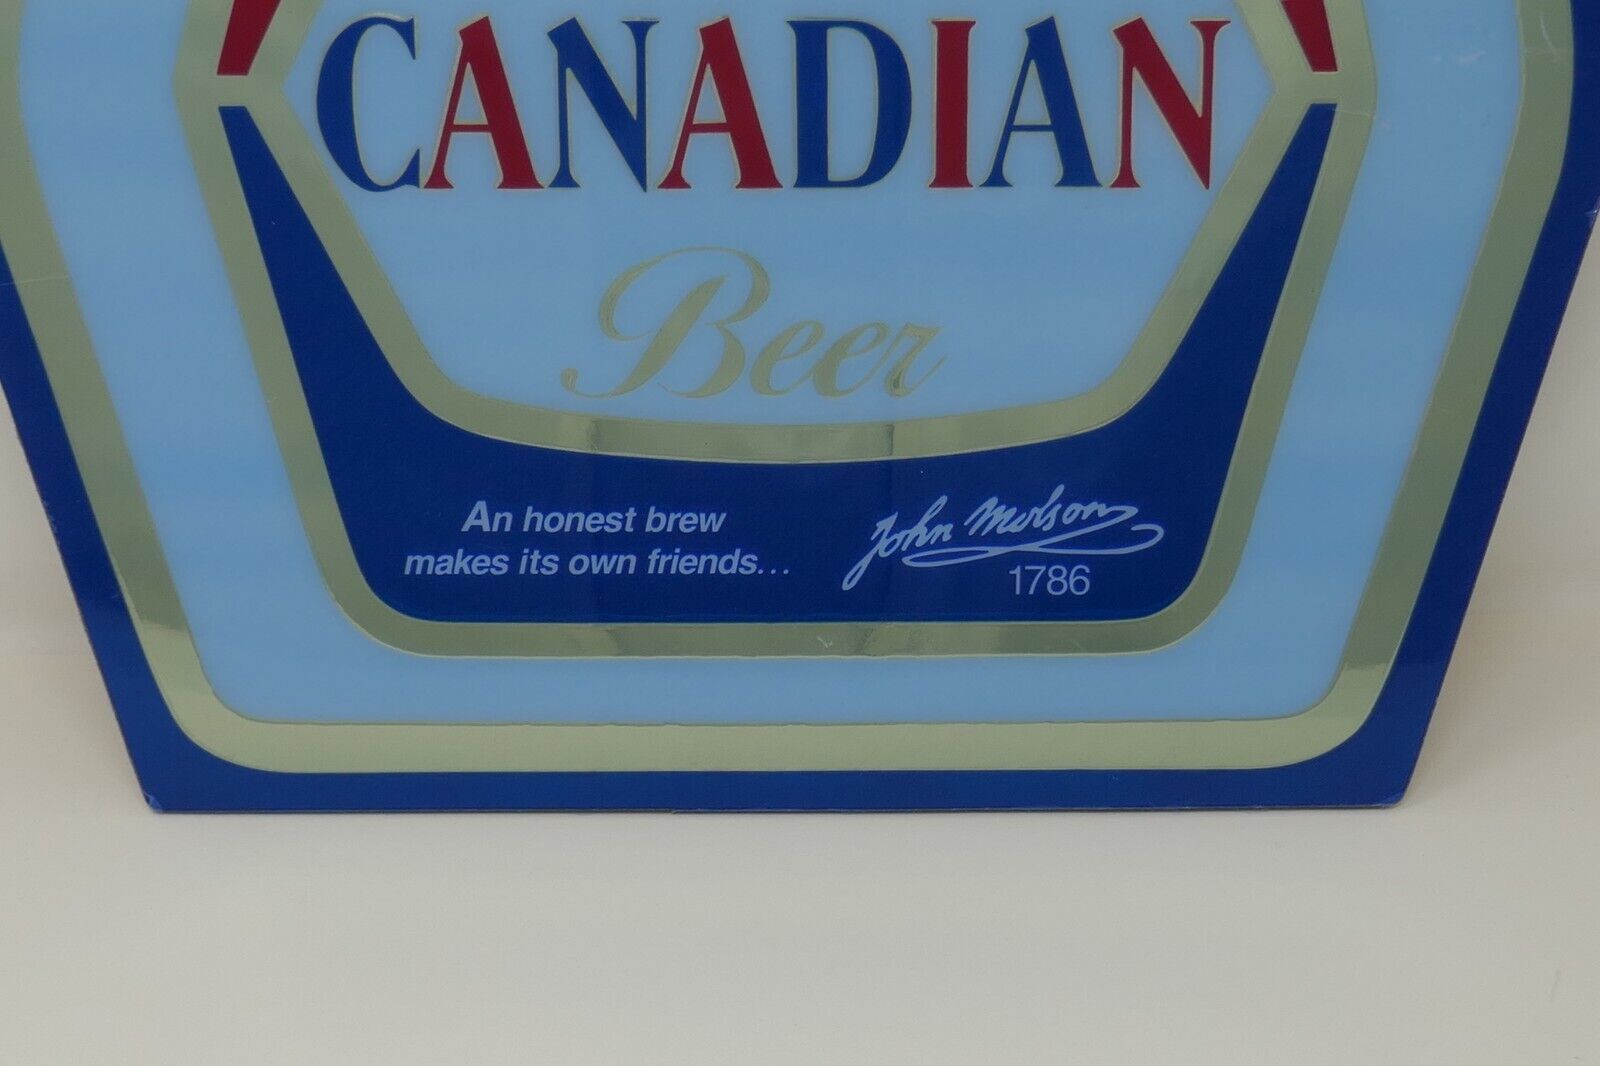 CANADIAN
Beer
An honest brew
makes its own friends...
John Molson
1786